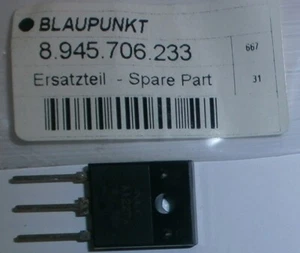 BLAUPUNKT
8.945.706.233
667
Ersatzteil - Spare Part
31